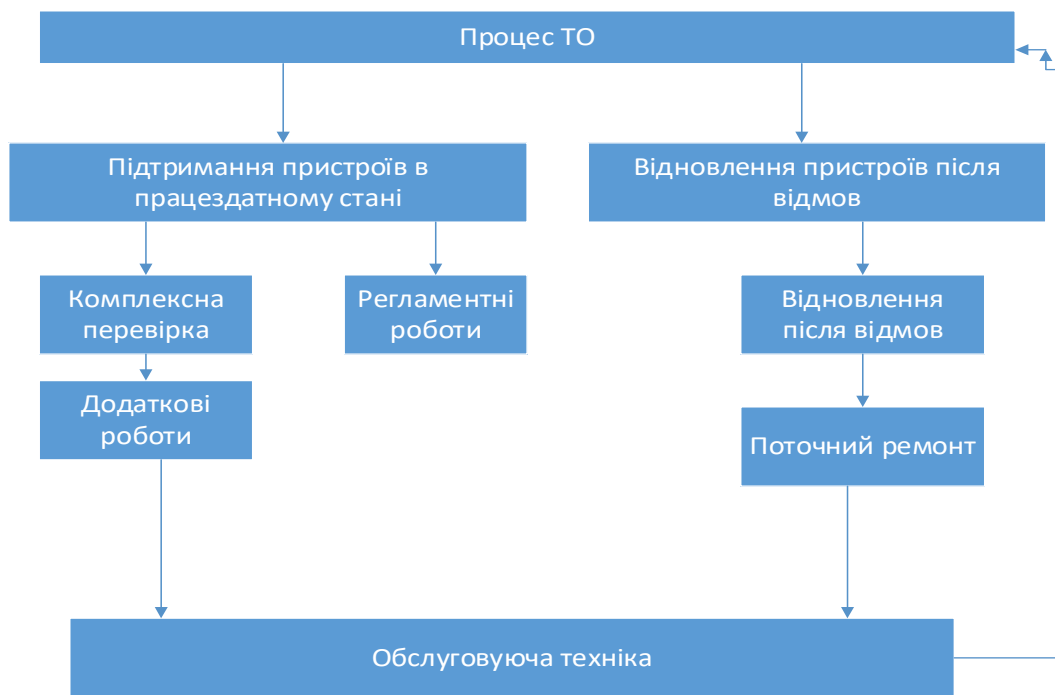 Процес ТО
Підтримання пристроїв в
працездатному стані
Відновлення пристроїв після
відмов
Комплексна
перевірка
Регламентні
роботи
Відновлення
після відмов
Додаткові
роботи
Поточний ремонт
Обслуговуюча техніка